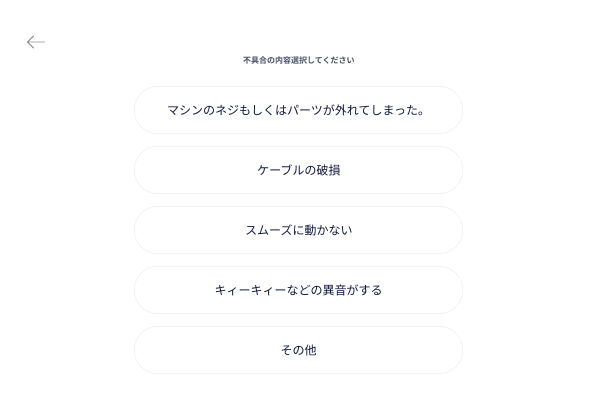 不具合の内容選択してください
マシンのネジもしくはパーツが外れてしまった。
ケーブルの破損
スムーズに動かない
キィーキィーなどの異音がする
その他